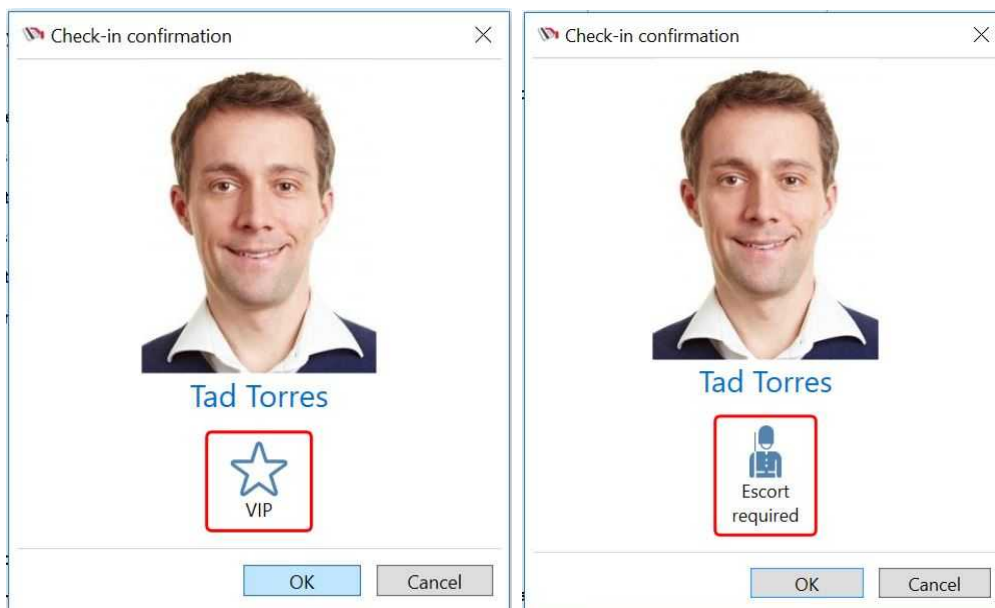 Check-in confirmation
Tad Torres
VIP
OK Cancel
Check-in confirmation
Tad Torres
Escort
required
OK Cancel